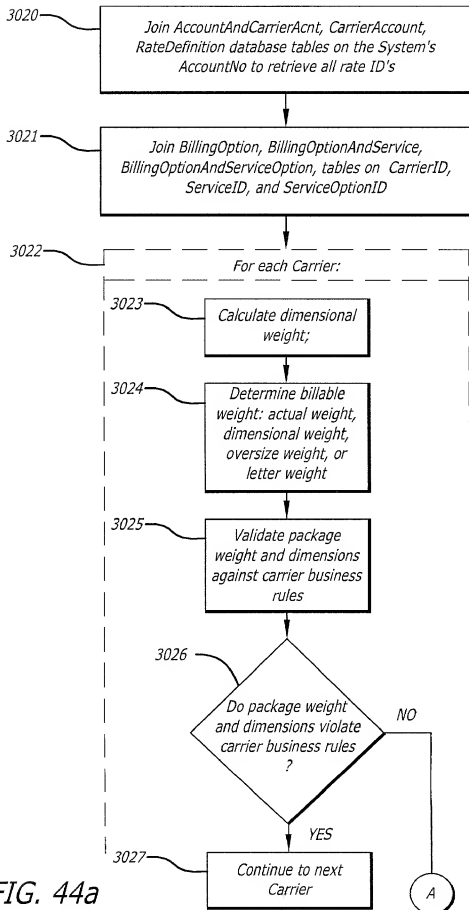 3020
Join AccountAndCarrierAcnt, CarrierAccount,
RateDefinition database tables on the System's
AccountNo to retrieve all rate ID's
3021
Join BillingOption, BillingOptionAndService,
BillingOptionAndServiceOption, tables on CarrierID,
ServiceID, and ServiceOptionID
3022
For each Carrier:
3023
Calculate dimensional
weight;
3024
Determine billable
weight: actual weight,
dimensional weight,
oversize weight, or
letter weight
3025
Validate package
weight and dimensions
against carrier business
rules
3026
Do package weight
and dimensions violate
carrier business rules
?
NO
YES
3027
Continue to next
Carrier
A
FIG. 44a